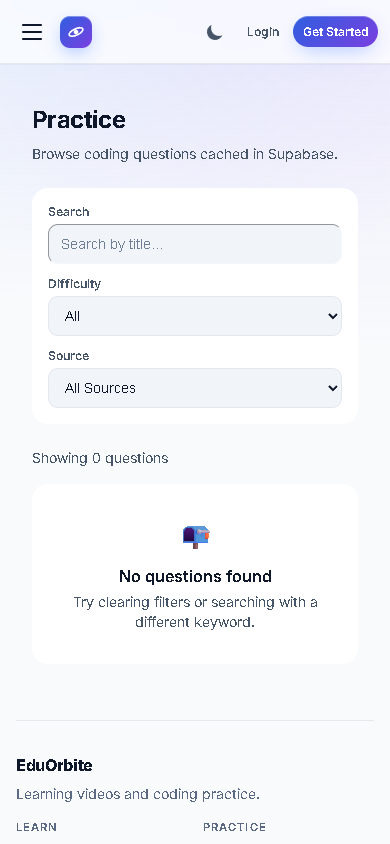 Login
Get Started
Practice
Browse coding questions cached in Supabase.
Search
Search by title...
Difficulty
All
Source
All Sources
Showing 0 questions
No questions found
Try clearing filters or searching with a
different keyword.
EduOrbite
Learning videos and coding practice.
LEARN
PRACTICE